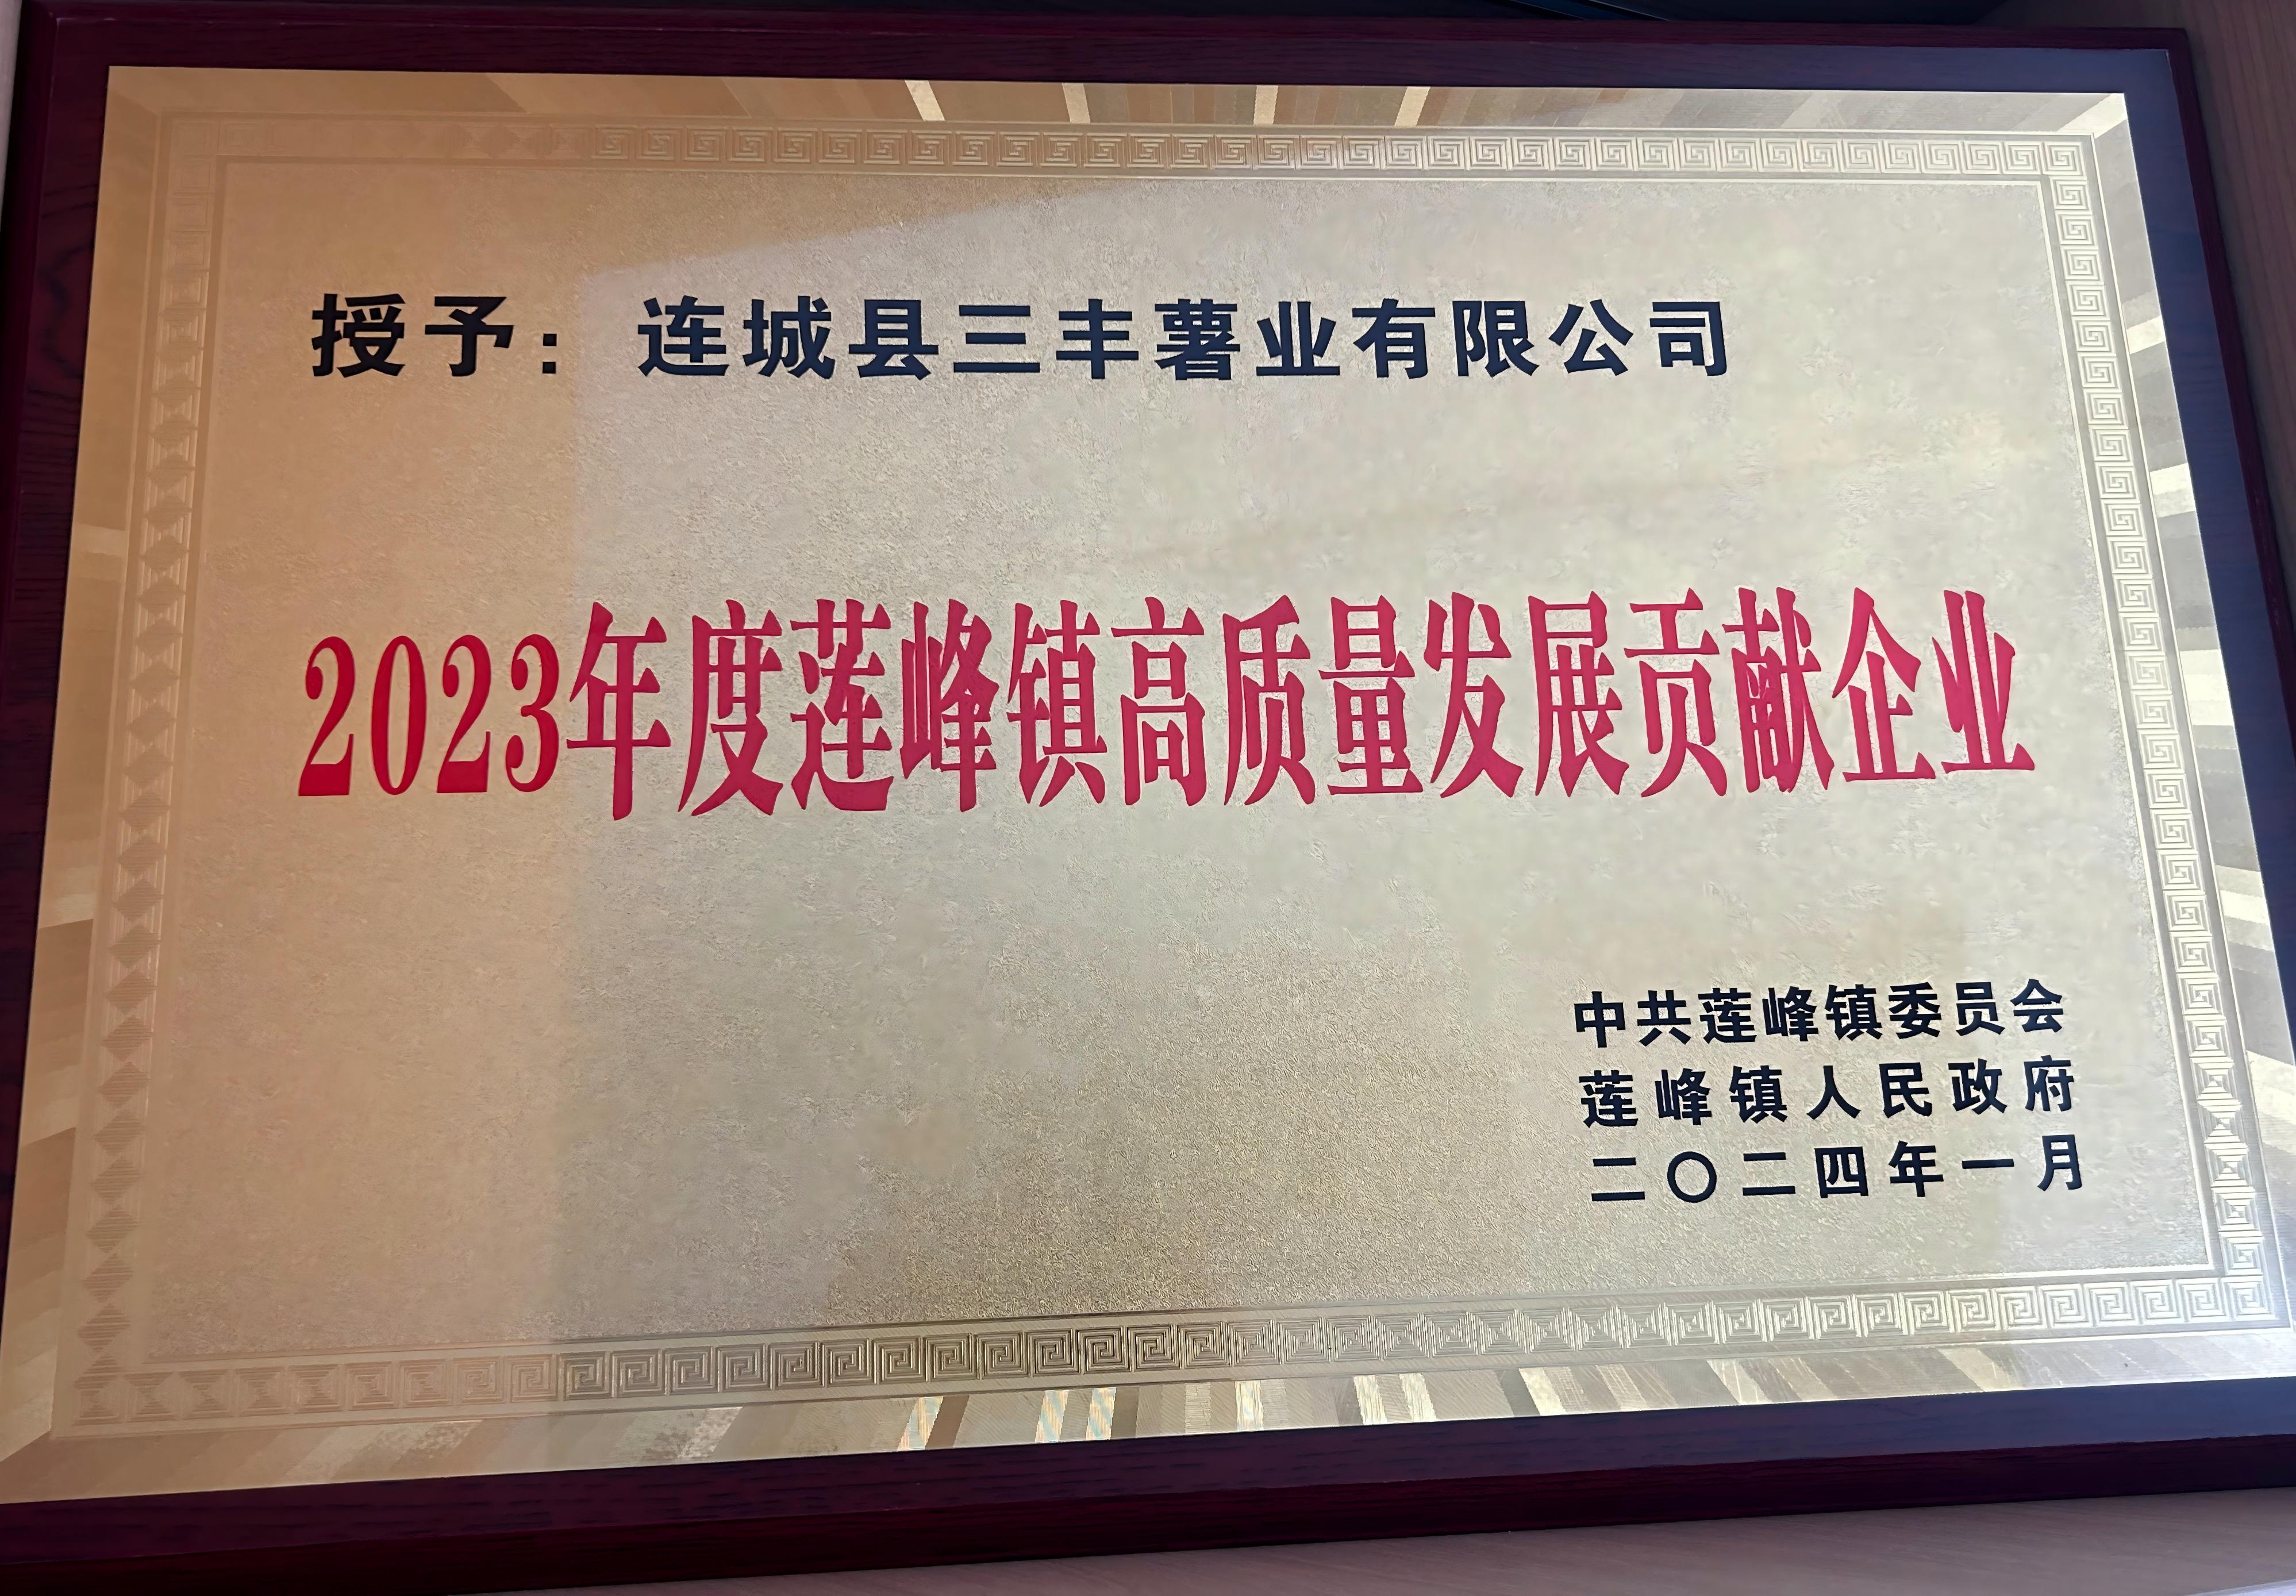 授予：连城县三丰薯业有限公司
2023年度莲峰镇高质量发展贡献企业
中共莲峰镇委员会
莲峰镇人民政府
二〇二四年一月